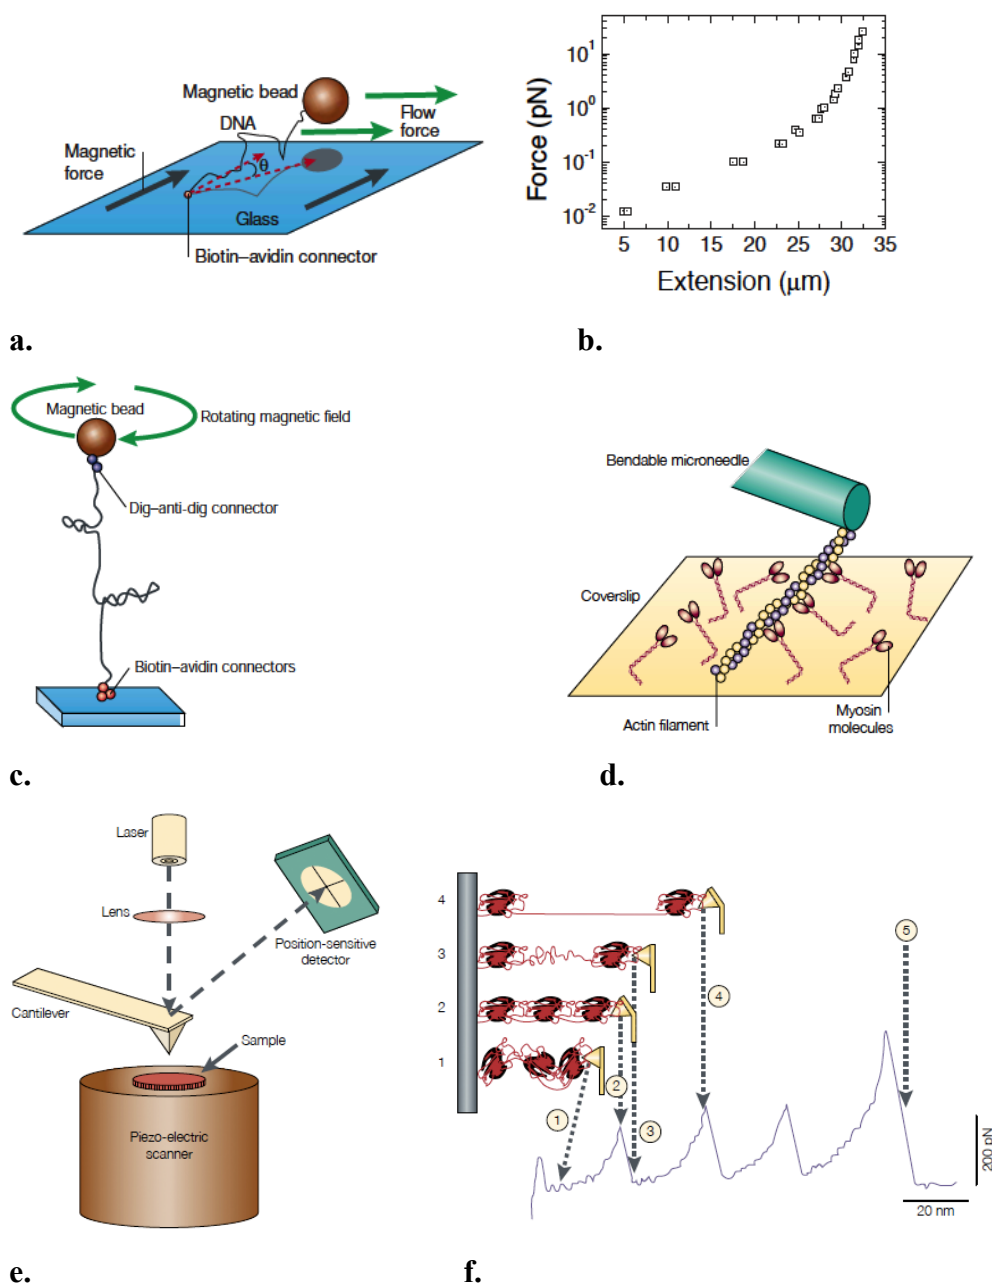 Magnetic bead
DNA
Flow
force
Magnetic
force
θ
Glass
Biotin–avidin connector
a.
Force (pN)
10¹
10⁰
10⁻¹
10⁻²
5 10 15 20 25 30 35
Extension (μm)
b.
Magnetic bead
Rotating magnetic field
Dig–anti-dig connector
Biotin–avidin connectors
c.
Bendable microneedle
Coverslip
Actin filament
Myosin
molecules
d.
Laser
Lens
Position-sensitive
detector
Cantilever
Sample
Piezo-electric
scanner
e.
4
3
2
1
1
2
3
4
5
200 pN
20 nm
f.